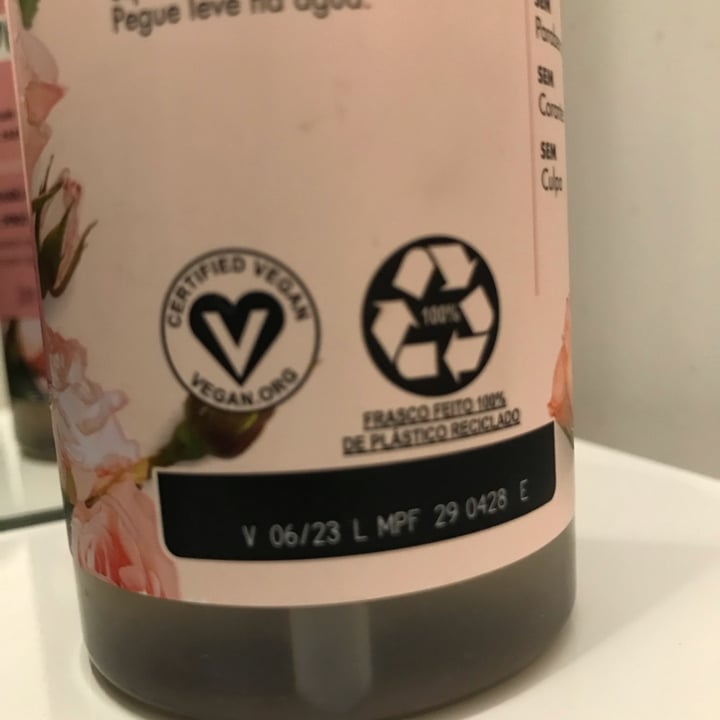 Pegue leve na água.
SEM
SEM
SEM
Culpa
CERTIFIED VEGAN
V
VEGAN.ORG
100%
FRASCO FEITO 100%
DE PLÁSTICO RECICLADO
V 06/23 L MPF 29 0428 E